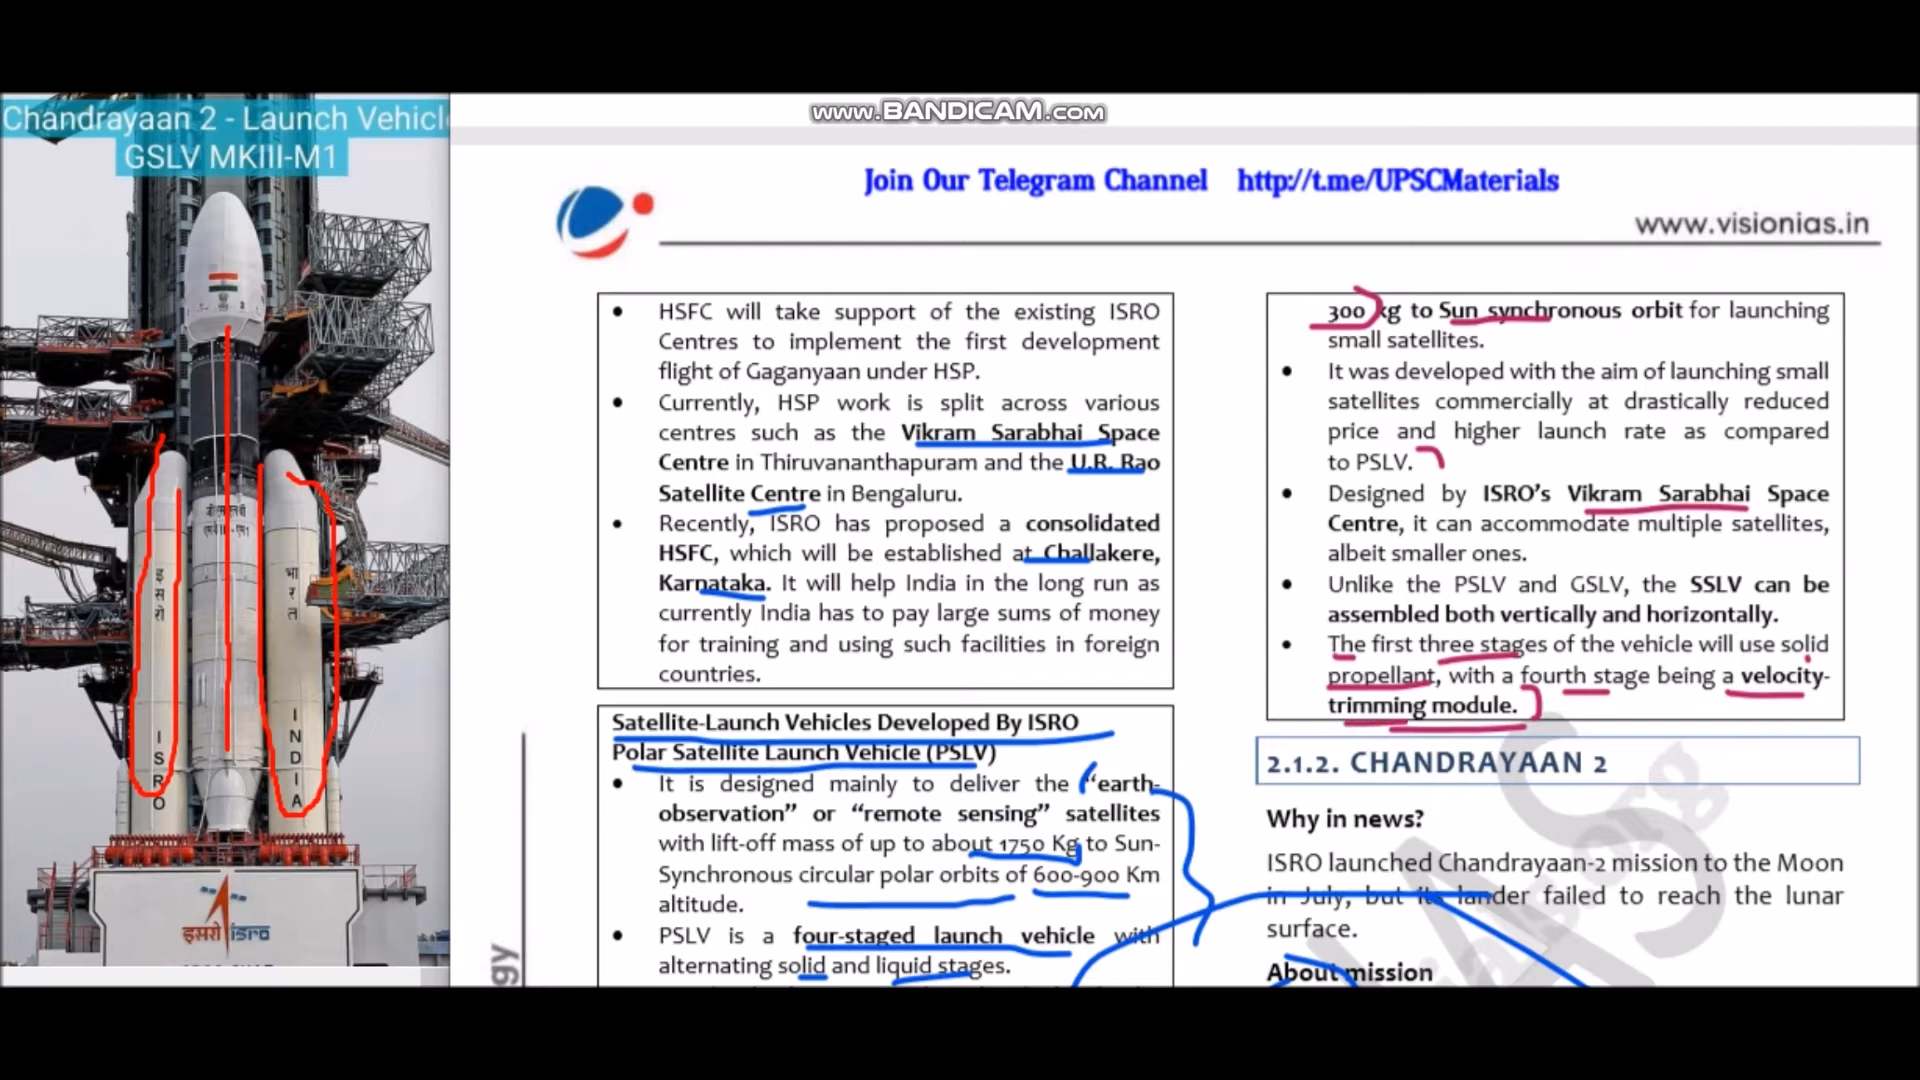 www.BANDICAM.com
Chandrayaan 2 - Launch Vehicl
GSLV MKIII-M1
इसरो
ISRO
भारत
INDIA
इसरो isro
Join Our Telegram Channel http://t.me/UPSCMaterials
www.visionias.in
• HSFC will take support of the existing ISRO
Centres to implement the first development
flight of Gaganyaan under HSP.
• Currently, HSP work is split across various
centres such as the Vikram Sarabhai Space
Centre in Thiruvananthapuram and the U.R. Rao
Satellite Centre in Bengaluru.
• Recently, ISRO has proposed a consolidated
HSFC, which will be established at Challakere,
Karnataka. It will help India in the long run as
currently India has to pay large sums of money
for training and using such facilities in foreign
countries.
Satellite-Launch Vehicles Developed By ISRO
Polar Satellite Launch Vehicle (PSLV)
• It is designed mainly to deliver the “earth-
observation” or “remote sensing” satellites
with lift-off mass of up to about 1750 Kg to Sun-
Synchronous circular polar orbits of 600-900 Km
altitude.
• PSLV is a four-staged launch vehicle with
alternating solid and liquid stages.
gy
300 kg to Sun synchronous orbit for launching
small satellites.
• It was developed with the aim of launching small
satellites commercially at drastically reduced
price and higher launch rate as compared
to PSLV.
• Designed by ISRO’s Vikram Sarabhai Space
Centre, it can accommodate multiple satellites,
albeit smaller ones.
• Unlike the PSLV and GSLV, the SSLV can be
assembled both vertically and horizontally.
• The first three stages of the vehicle will use solid
propellant, with a fourth stage being a velocity-
trimming module.
2.1.2. CHANDRAYAAN 2
Why in news?
ISRO launched Chandrayaan-2 mission to the Moon
in July, but its lander failed to reach the lunar
surface.
About mission